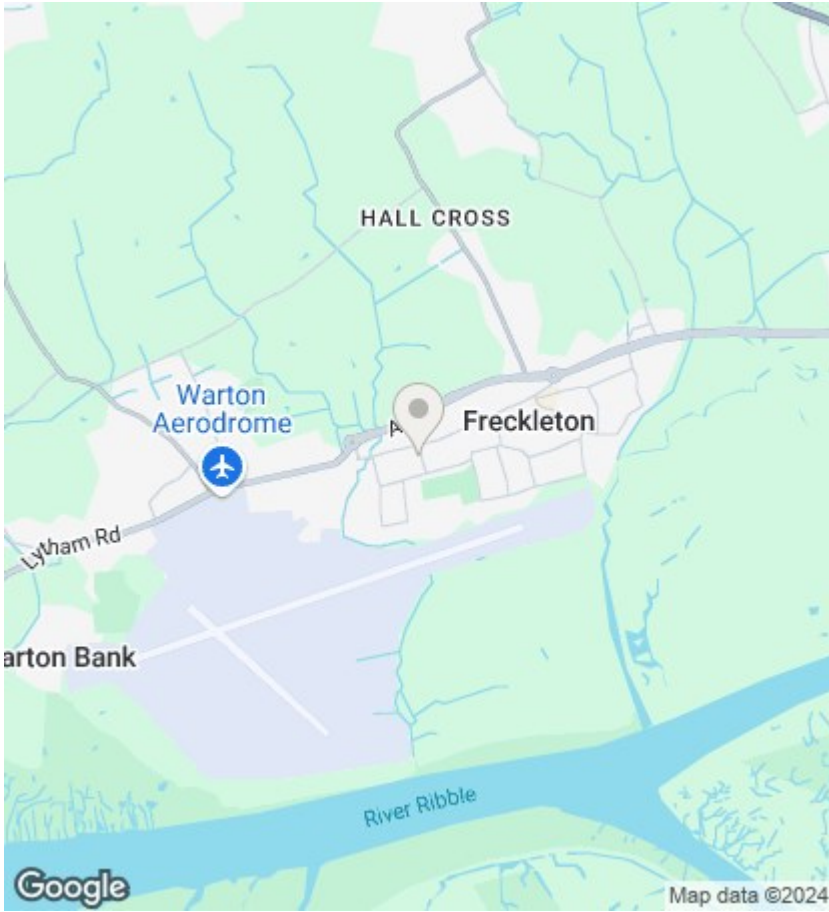 HALL CROSS
Warton
Aerodrome
A
Freckleton
Lytham Rd
arton Bank
River Ribble
Google
Map data ©2024